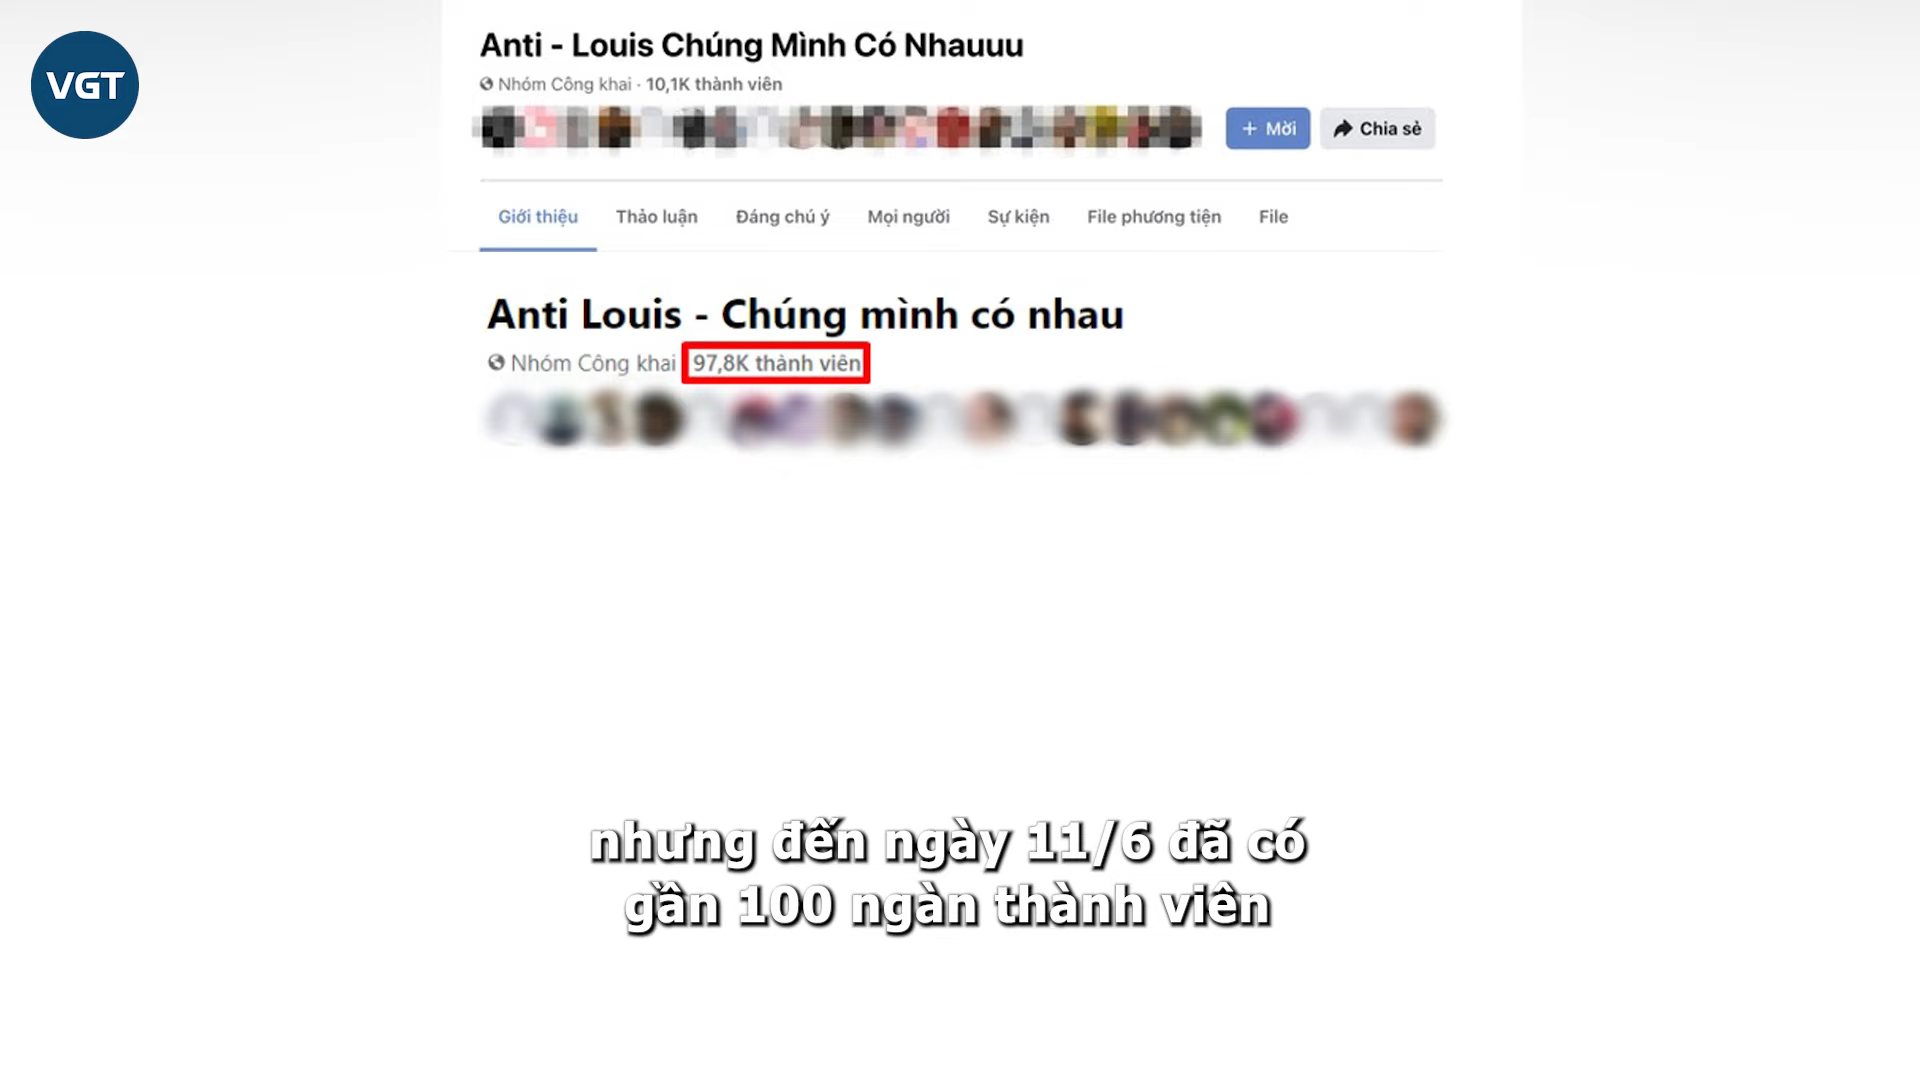 VGT
Anti - Louis Chúng Mình Có Nhauuu
Nhóm Công khai · 10,1K thành viên
+ Mời
Chia sẻ
Giới thiệu Thảo luận Đáng chú ý Mọi người Sự kiện File phương tiện File
Anti Louis - Chúng mình có nhau
Nhóm Công khai 97,8K thành viên
nhưng đến ngày 11/6 đã có
gần 100 ngàn thành viên